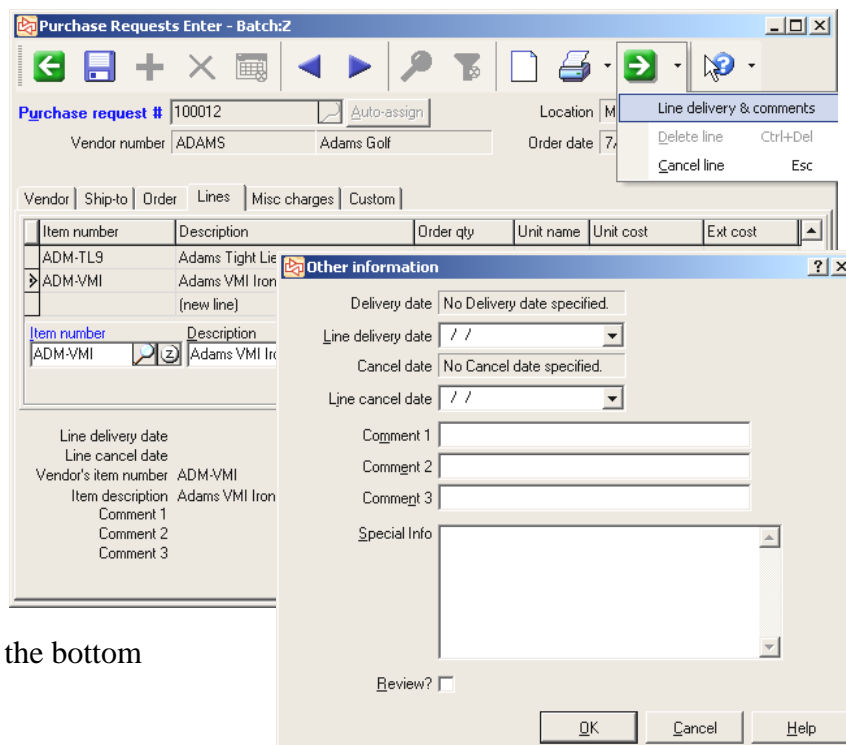 Purchase Requests Enter - Batch:Z
Line delivery & comments
Delete line Ctrl+Del
Cancel line Esc
Purchase request # 100012 Auto-assign Location M
Vendor number ADAMS Adams Golf Order date 7/
Vendor Ship-to Order Lines Misc charges Custom
Item number Description Order qty Unit name Unit cost Ext cost
ADM-TL9 Adams Tight Lie
ADM-VMI Adams VMI Iron
(new line)
Item number Description
ADM-VMI Z Adams VMI Iro
Line delivery date
Line cancel date
Vendor's item number ADM-VMI
Item description Adams VMI Iron
Comment 1
Comment 2
Comment 3
Other information
Delivery date No Delivery date specified.
Line delivery date / /
Cancel date No Cancel date specified.
Line cancel date / /
Comment 1
Comment 2
Comment 3
Special Info
Review?
OK Cancel Help
the bottom